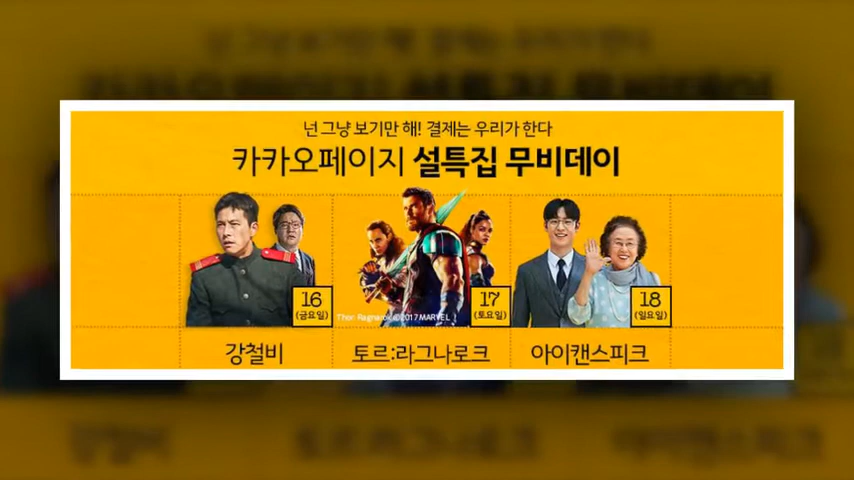 넌 그냥 보기만 해! 결제는 우리가 한다
카카오페이지 설특집 무비데이
16
(금요일)
17
(토요일)
18
(일요일)
Thor: Ragnarok ©2017 MARVEL
강철비
토르:라그나로크
아이캔스피크